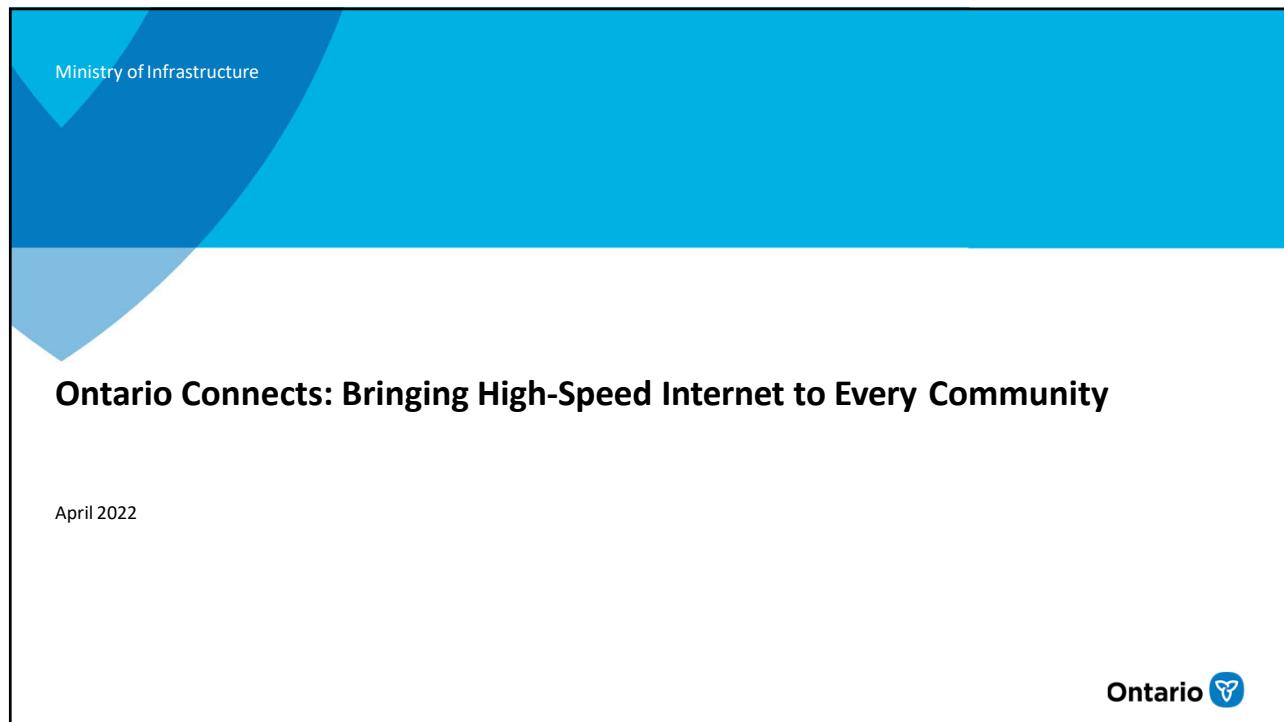 Ministry of Infrastructure
Ontario Connects: Bringing High-Speed Internet to Every Community
April 2022
Ontario